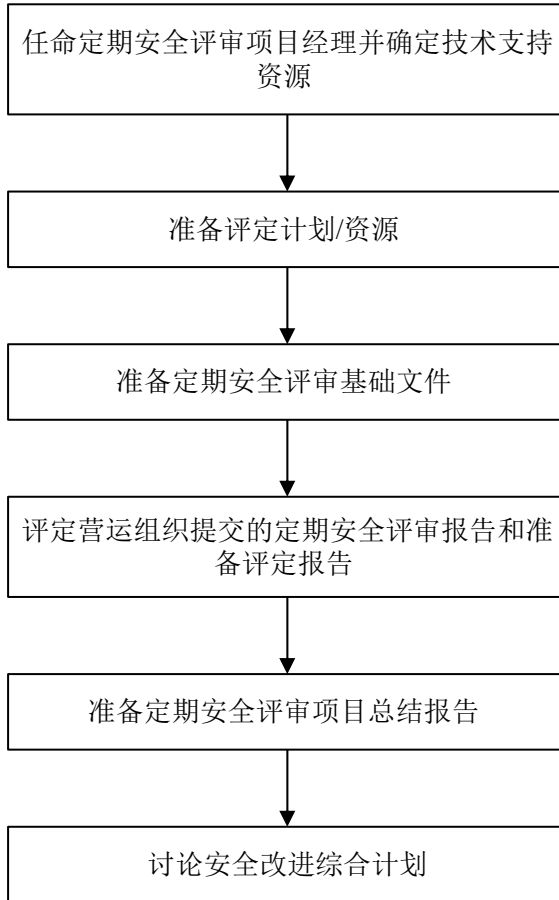 任命定期安全评审项目经理并确定技术支持
资源
准备评定计划/资源
准备定期安全评审基础文件
评定营运组织提交的定期安全评审报告和准
备评定报告
准备定期安全评审项目总结报告
讨论安全改进综合计划